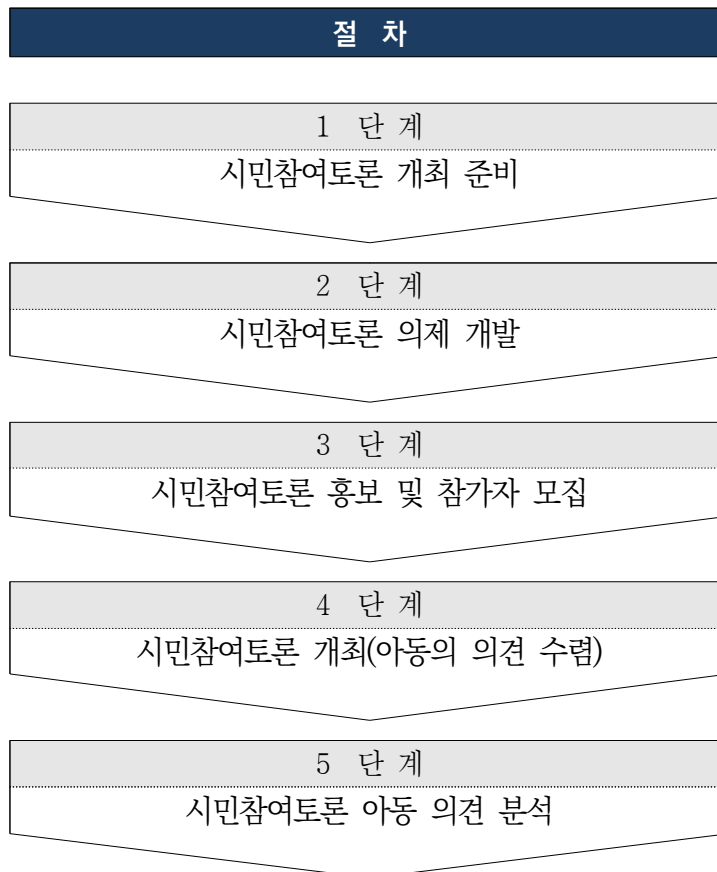 절 차
1 단 계
시민참여토론 개최 준비
2 단 계
시민참여토론 의제 개발
3 단 계
시민참여토론 홍보 및 참가자 모집
4 단 계
시민참여토론 개최(아동의 의견 수렴)
5 단 계
시민참여토론 아동 의견 분석